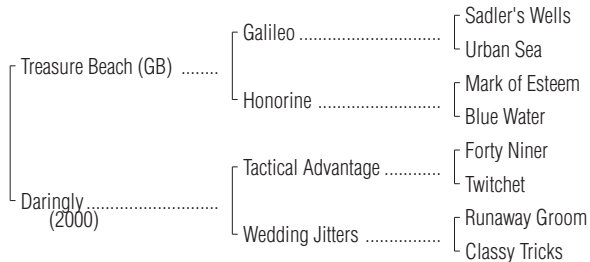 Sadler's Wells
Galileo ..............................
Urban Sea
Treasure Beach (GB) ........
Mark of Esteem
Honorine ..........................
Blue Water
Forty Niner
Tactical Advantage ............
Twitchet
Daringly............................
(2000)
Runaway Groom
Wedding Jitters ................
Classy Tricks